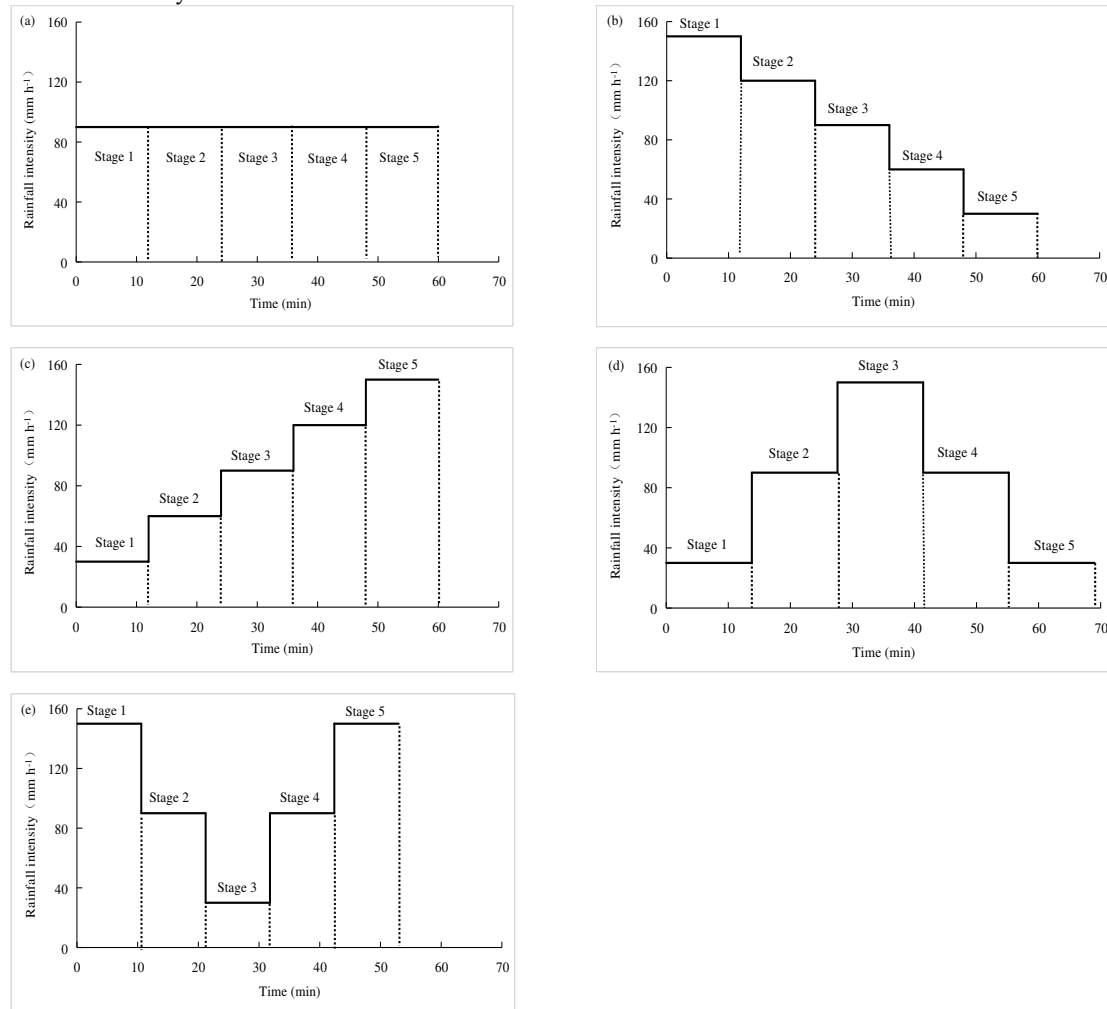 (a)
160
120
80
40
0
Rainfall intensity (mm h-1)
Stage 1 Stage 2 Stage 3 Stage 4 Stage 5
0 10 20 30 40 50 60 70
Time (min)
(b)
160
120
80
40
0
Rainfall intensity（mm h-1）
Stage 1
Stage 2
Stage 3
Stage 4
Stage 5
0 10 20 30 40 50 60 70
Time (min)
(c)
160
120
80
40
0
Rainfall intensity（mm h-1）
Stage 5
Stage 4
Stage 3
Stage 2
Stage 1
0 10 20 30 40 50 60 70
Time (min)
(d)
160
120
80
40
0
Rainfall intensity（mm h-1）
Stage 3
Stage 2 Stage 4
Stage 1 Stage 5
0 10 20 30 40 50 60 70
Time (min)
(e)
160
120
80
40
0
Rainfall intensity（mm h-1）
Stage 1 Stage 5
Stage 2 Stage 4
Stage 3
0 10 20 30 40 50 60 70
Time (min)